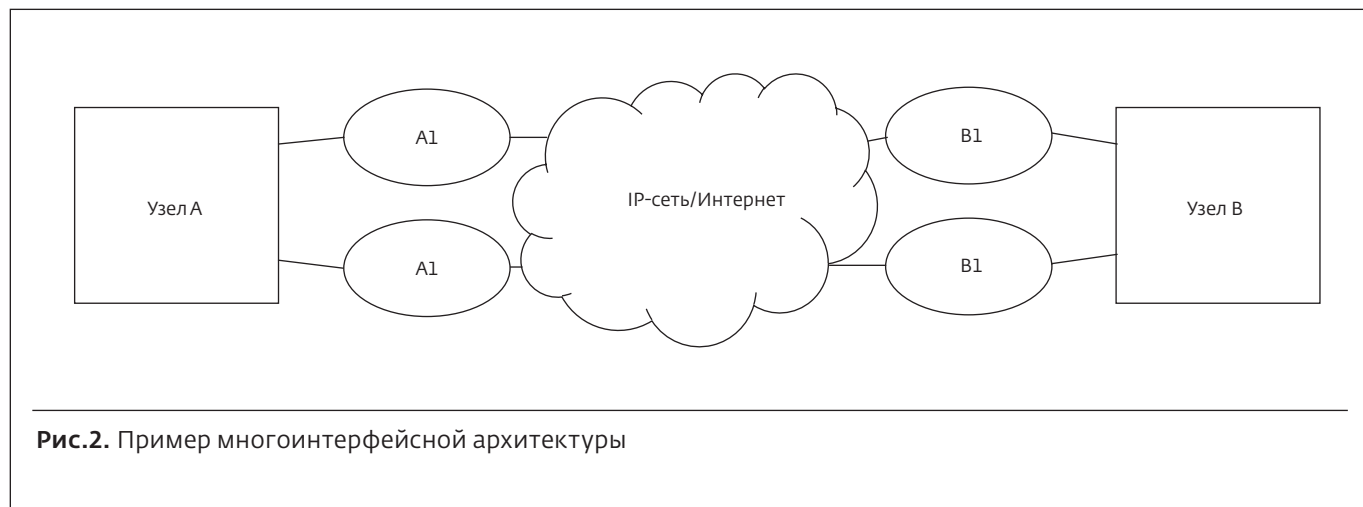 A1
B1
Узел A
IP-сеть/Интернет
Узел B
A1
B1
Рис.2. Пример многоинтерфейсной архитектуры